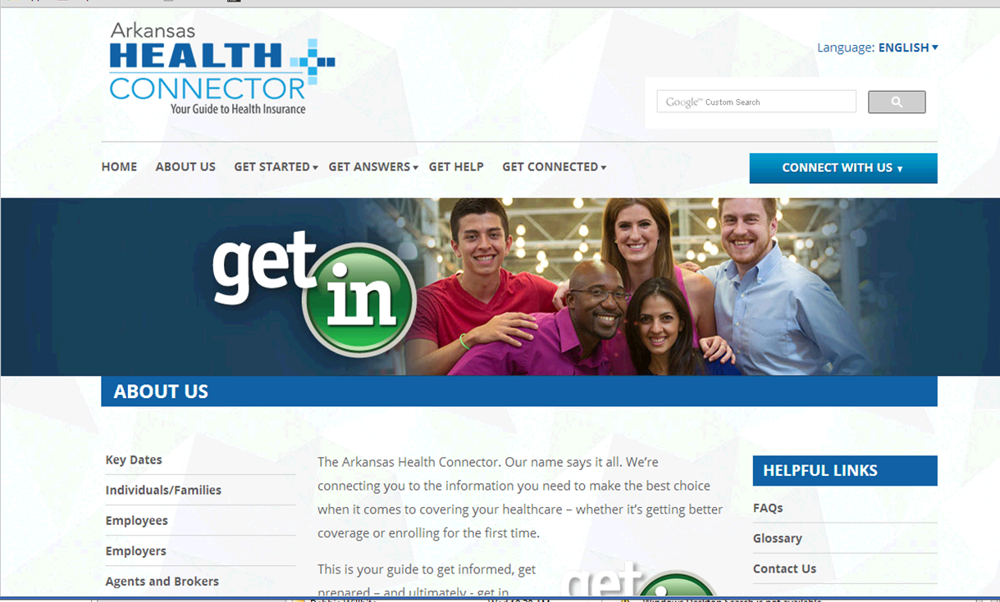 Arkansas
HEALTH
CONNECTOR
Your Guide to Health Insurance
Language: ENGLISH
Google™ Custom Search
HOME ABOUT US GET STARTED GET ANSWERS GET HELP GET CONNECTED
CONNECT WITH US
get
in
ABOUT US
Key Dates
Individuals/Families
Employees
Employers
Agents and Brokers
The Arkansas Health Connector. Our name says it all. We’re
connecting you to the information you need to make the best choice
when it comes to covering your healthcare – whether it’s getting better
coverage or enrolling for the first time.
This is your guide to get informed, get
prepared – and ultimately - get in
get
HELPFUL LINKS
FAQs
Glossary
Contact Us